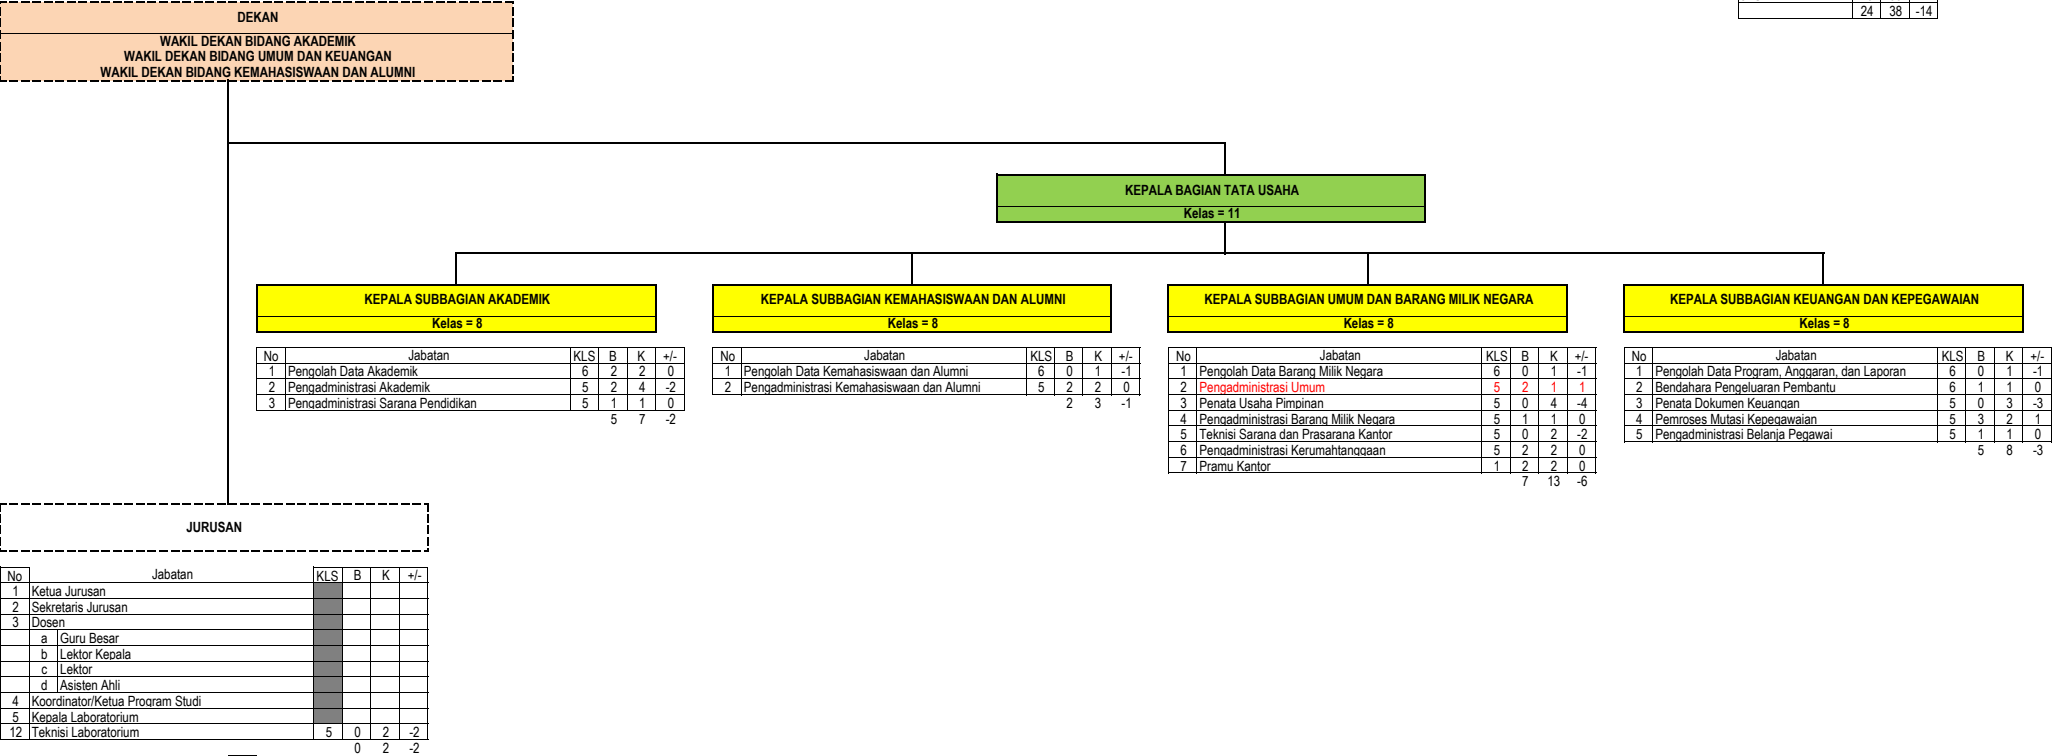 24 38 -14
DEKAN
WAKIL DEKAN BIDANG AKADEMIK
WAKIL DEKAN BIDANG UMUM DAN KEUANGAN
WAKIL DEKAN BIDANG KEMAHASISWAAN DAN ALUMNI
KEPALA BAGIAN TATA USAHA
Kelas = 11
KEPALA SUBBAGIAN AKADEMIK
Kelas = 8
No Jabatan KLS B K +/-
1 Pengolah Data Akademik 6 2 2 0
2 Pengadministrasi Akademik 5 2 4 -2
3 Pengadministrasi Sarana Pendidikan 5 1 1 0
5 7 -2
KEPALA SUBBAGIAN KEMAHASISWAAN DAN ALUMNI
Kelas = 8
No Jabatan KLS B K +/-
1 Pengolah Data Kemahasiswaan dan Alumni 6 0 1 -1
2 Pengadministrasi Kemahasiswaan dan Alumni 5 2 2 0
2 3 -1
KEPALA SUBBAGIAN UMUM DAN BARANG MILIK NEGARA
Kelas = 8
No Jabatan KLS B K +/-
1 Pengolah Data Barang Milik Negara 6 0 1 -1
2 Pengadministrasi Umum 5 2 1 1
3 Penata Usaha Pimpinan 5 0 4 -4
4 Pengadministrasi Barang Milik Negara 5 1 1 0
5 Teknisi Sarana dan Prasarana Kantor 5 0 2 -2
6 Pengadministrasi Kerumahtanggaan 5 2 2 0
7 Pramu Kantor 1 2 2 0
7 13 -6
KEPALA SUBBAGIAN KEUANGAN DAN KEPEGAWAIAN
Kelas = 8
No Jabatan KLS B K +/-
1 Pengolah Data Program, Anggaran, dan Laporan 6 0 1 -1
2 Bendahara Pengeluaran Pembantu 6 1 1 0
3 Penata Dokumen Keuangan 5 0 3 -3
4 Pemroses Mutasi Kepegawaian 5 3 2 1
5 Pengadministrasi Belanja Pegawai 5 1 1 0
5 8 -3
JURUSAN
No Jabatan KLS B K +/-
1 Ketua Jurusan
2 Sekretaris Jurusan
3 Dosen
a Guru Besar
b Lektor Kepala
c Lektor
d Asisten Ahli
4 Koordinator/Ketua Program Studi
5 Kepala Laboratorium
12 Teknisi Laboratorium 5 0 2 -2
0 2 -2